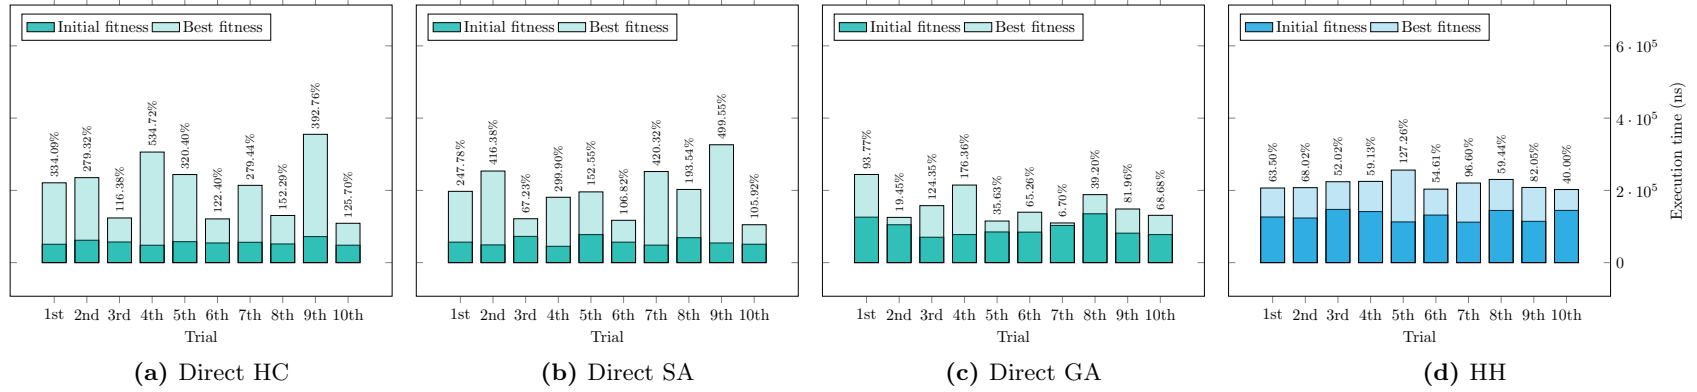 Initial fitness Best fitness
334.09%
279.32%
116.38%
534.72%
320.40%
122.40%
279.44%
152.29%
392.76%
125.70%
1st 2nd 3rd 4th 5th 6th 7th 8th 9th 10th
Trial
(a) Direct HC
Initial fitness Best fitness
247.78%
416.38%
67.23%
299.90%
152.55%
106.82%
420.32%
193.54%
499.55%
105.92%
1st 2nd 3rd 4th 5th 6th 7th 8th 9th 10th
Trial
(b) Direct SA
Initial fitness Best fitness
93.77%
19.45%
124.35%
176.36%
35.63%
65.26%
6.70%
39.20%
81.96%
68.68%
1st 2nd 3rd 4th 5th 6th 7th 8th 9th 10th
Trial
(c) Direct GA
Initial fitness Best fitness
63.50%
68.02%
52.02%
59.13%
127.26%
54.61%
96.60%
59.44%
82.05%
40.00%
1st 2nd 3rd 4th 5th 6th 7th 8th 9th 10th
Trial
6 · 10⁵
4 · 10⁵
2 · 10⁵
0
Execution time (ns)
(d) HH